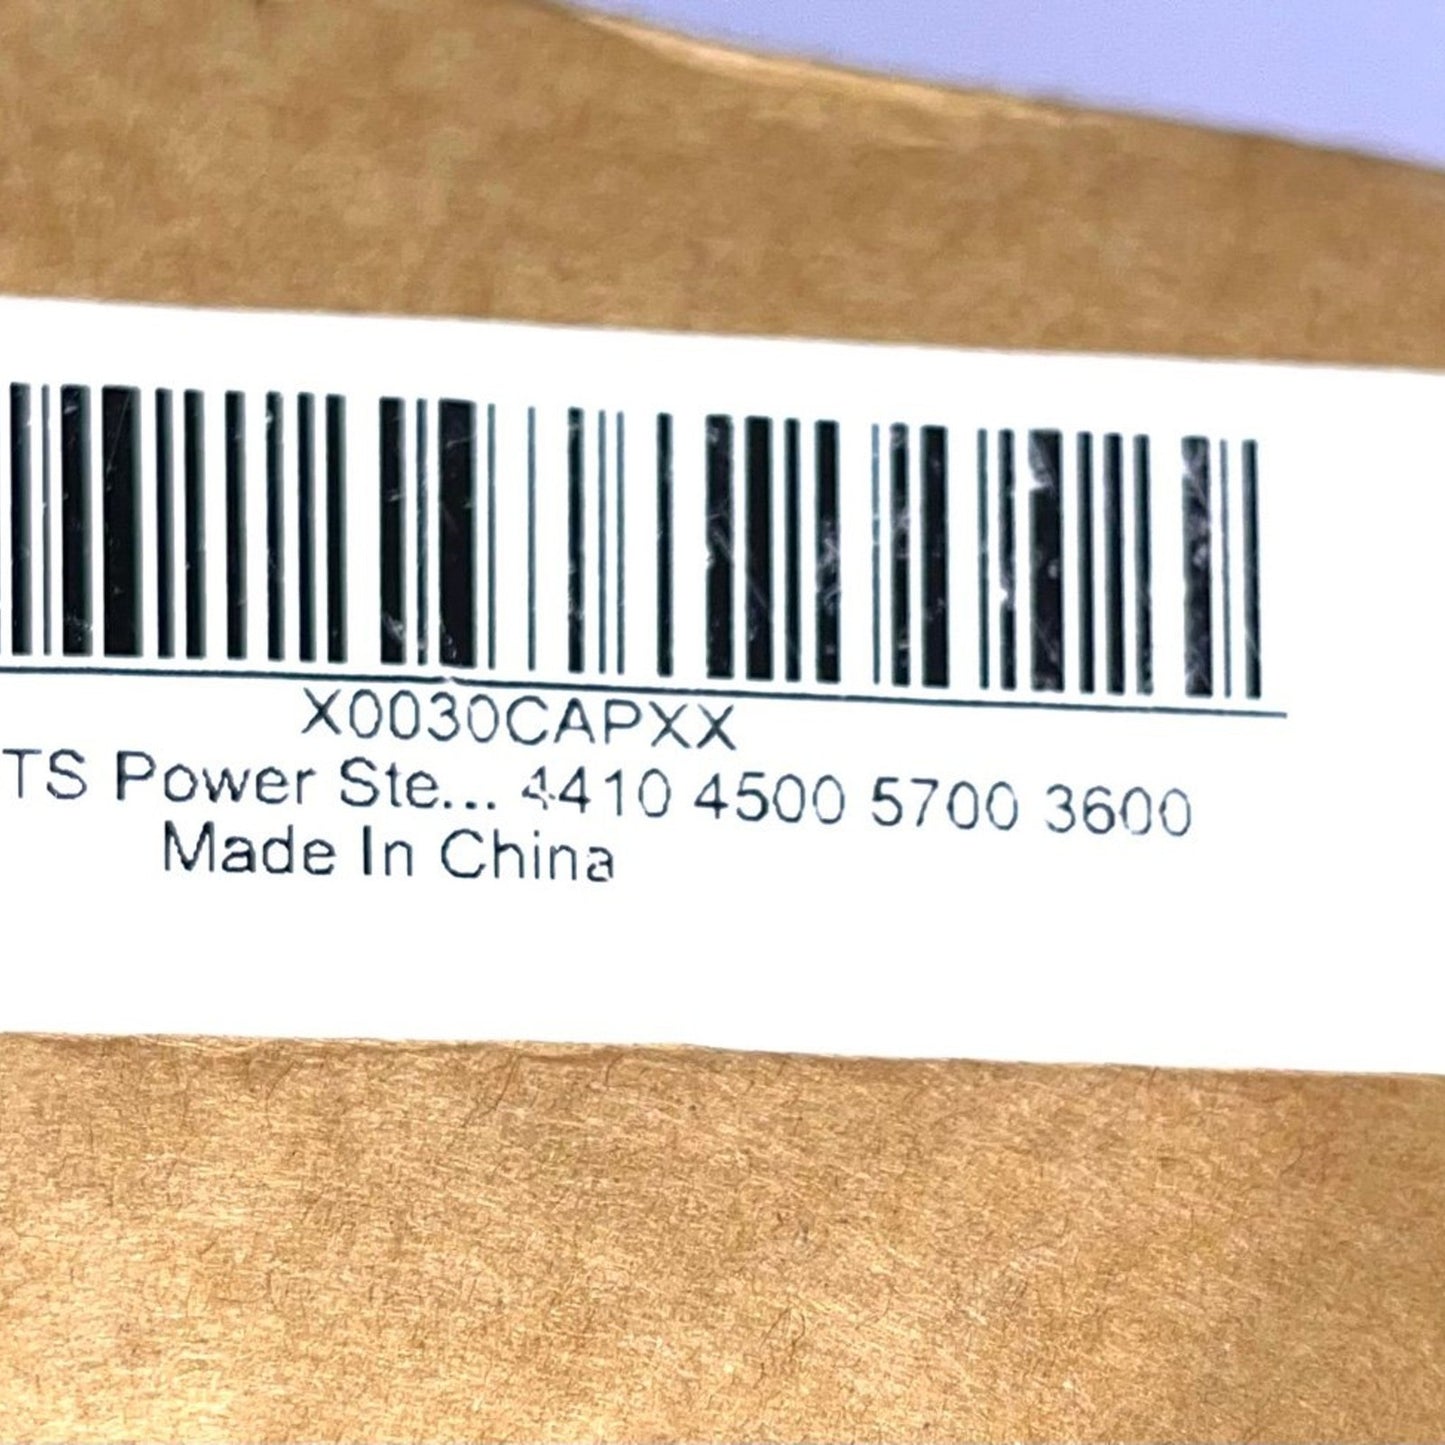 X0030CAPXX
TS Power Ste... 4410 4500 5700 3600
Made In China